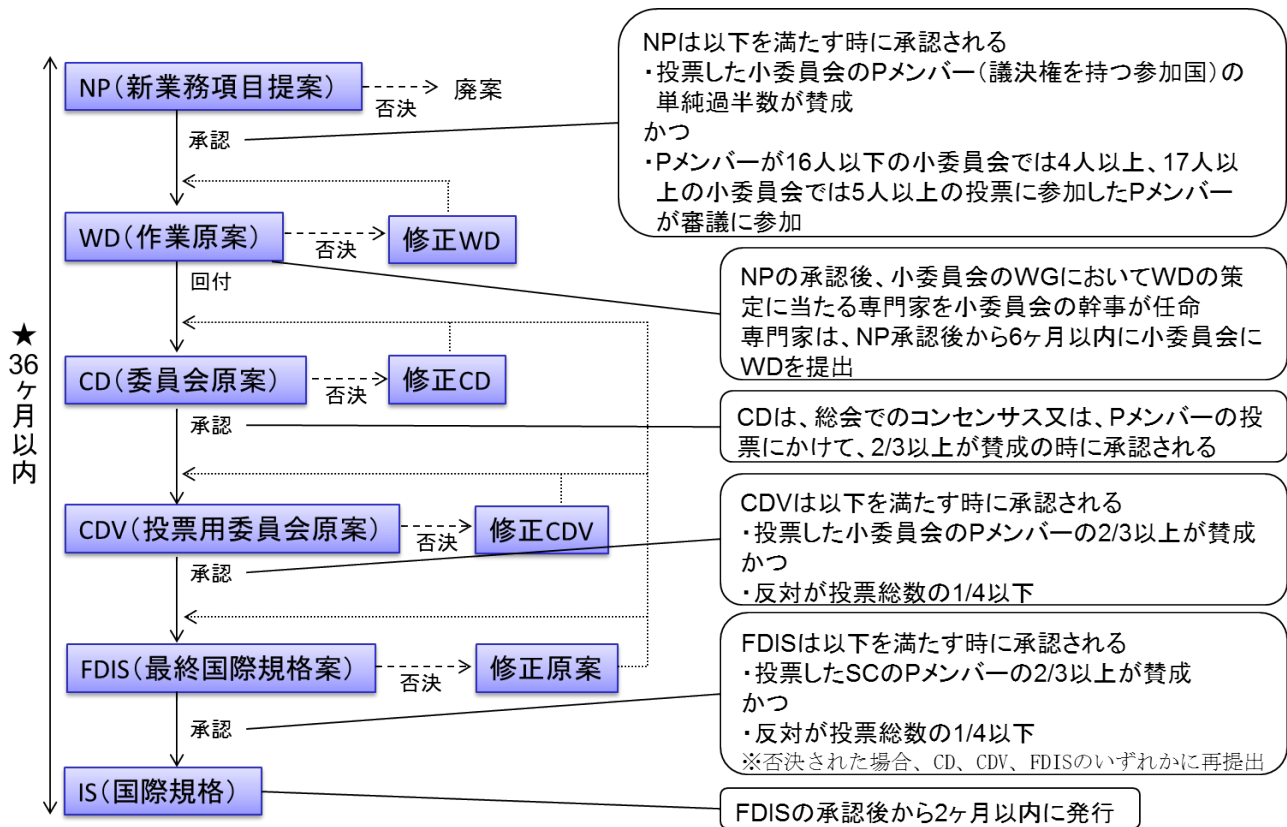 NP(新業務項目提案)
否決
廃案
承認
WD(作業原案)
否決
修正WD
回付
CD(委員会原案)
否決
修正CD
承認
CDV(投票用委員会原案)
否決
修正CDV
承認
FDIS(最終国際規格案)
否決
修正原案
承認
IS(国際規格)
★36ヶ月以内
NPは以下を満たす時に承認される
・投票した小委員会のPメンバー(議決権を持つ参加国)の
単純過半数が賛成
かつ
・Pメンバーが16人以下の小委員会では4人以上、17人以
上の小委員会では5人以上の投票に参加したPメンバー
が審議に参加
NPの承認後、小委員会のWGにおいてWDの策
定に当たる専門家を小委員会の幹事が任命
専門家は、NP承認後から6ヶ月以内に小委員会に
WDを提出
CDは、総会でのコンセンサス又は、Pメンバーの投
票にかけて、2/3以上が賛成の時に承認される
CDVは以下を満たす時に承認される
・投票した小委員会のPメンバーの2/3以上が賛成
かつ
・反対が投票総数の1/4以下
FDISは以下を満たす時に承認される
・投票したSCのPメンバーの2/3以上が賛成
かつ
・反対が投票総数の1/4以下
※否決された場合、CD、CDV、FDISのいずれかに再提出
FDISの承認後から2ヶ月以内に発行